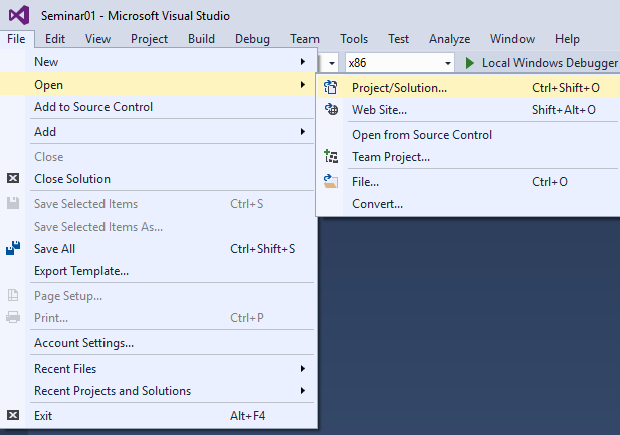 Seminar01 - Microsoft Visual Studio
File Edit View Project Build Debug Team Tools Test Analyze Window Help
x86 Local Windows Debugger
New
Open
Add to Source Control
Add
Close
Close Solution
Save Selected Items Ctrl+S
Save Selected Items As...
Save All Ctrl+Shift+S
Export Template...
Page Setup...
Print... Ctrl+P
Account Settings...
Recent Files
Recent Projects and Solutions
Exit Alt+F4
Project/Solution... Ctrl+Shift+O
Web Site... Shift+Alt+O
Open from Source Control
Team Project...
File... Ctrl+O
Convert...